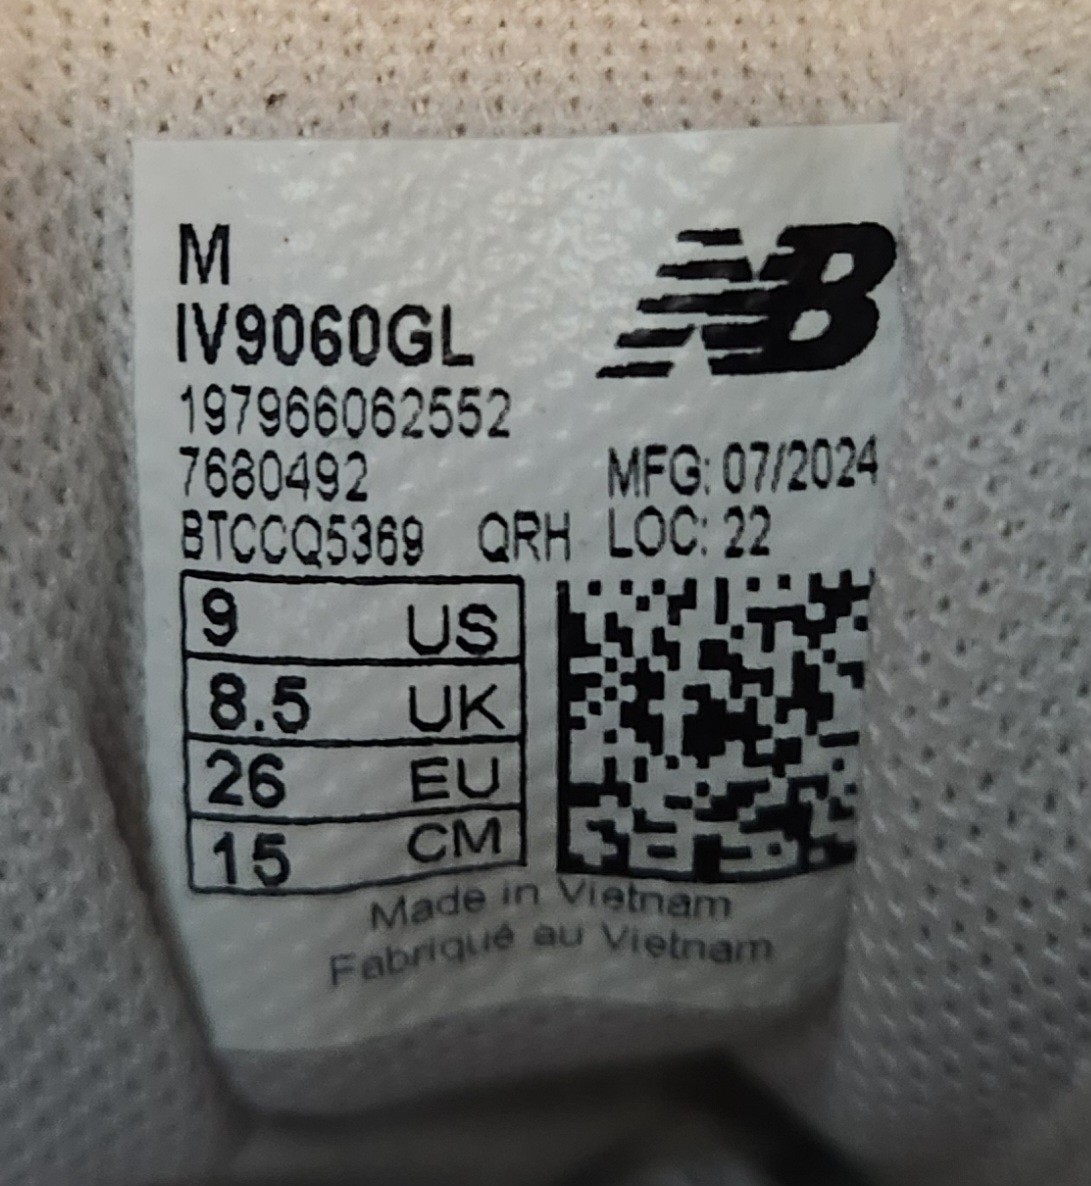 M
NB
IV9060GL
197966062552
7680492
MFG: 07/2024
BTCCQ5369 QRH LOC: 22
9 US
8.5 UK
26 EU
15 CM
Made in Vietnam
Fabriqué au Vietnam